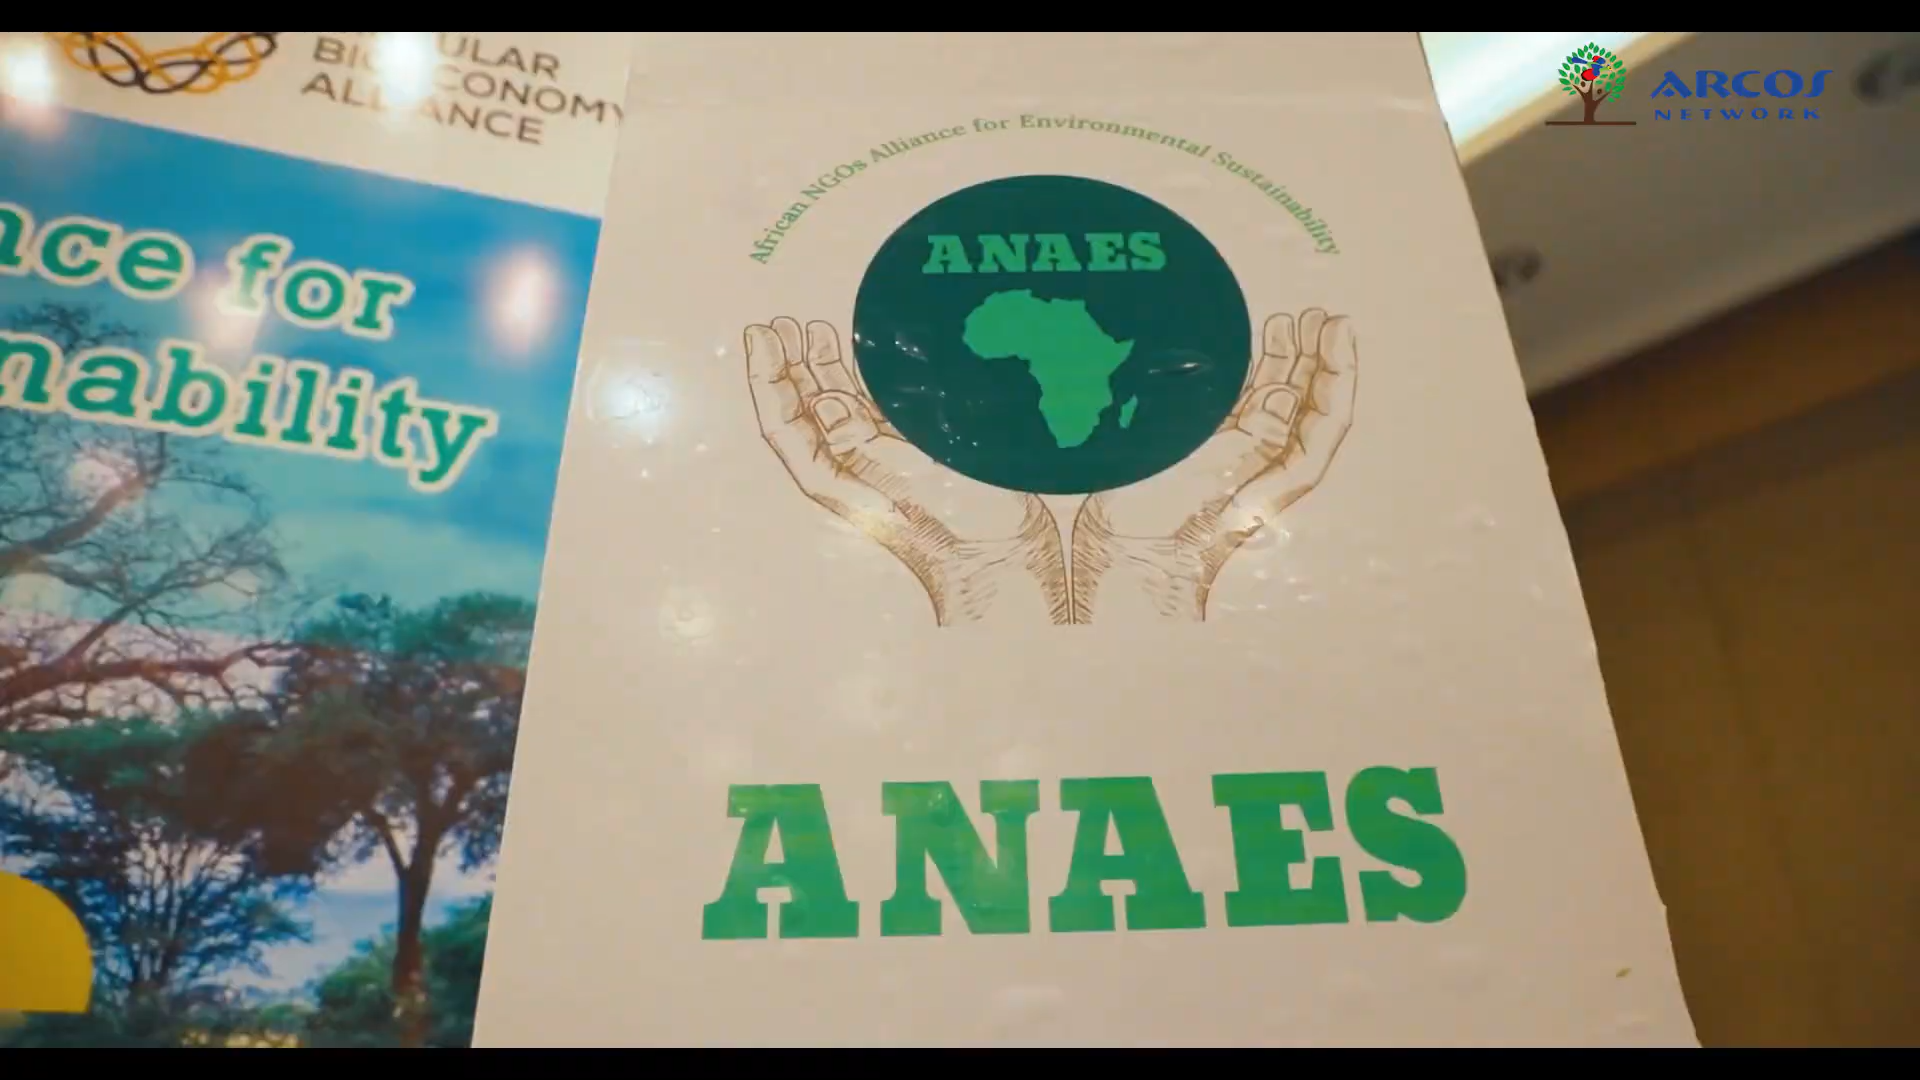 ALLIANCE
nce for
nability
African NGOs Alliance for Environmental Sustainability
ANAES
ANAES
ARCOS
NETWORK